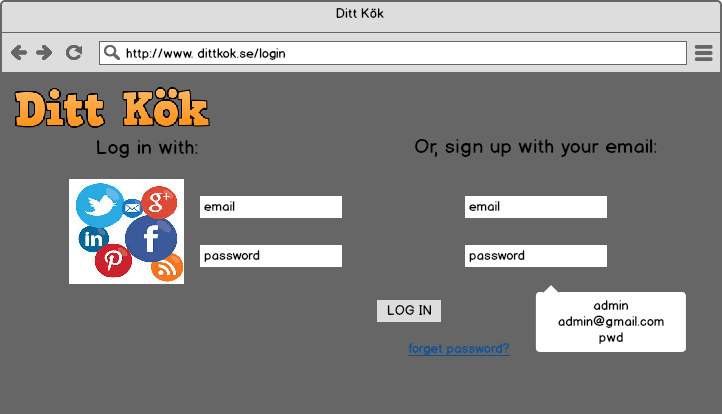 Ditt Kök
http://www. dittkok.se/login
Ditt Kök
Log in with:
Or, sign up with your email:
g+
in
f
email
email
password
password
LOG IN
admin
admin@gmail.com
pwd
forget password?